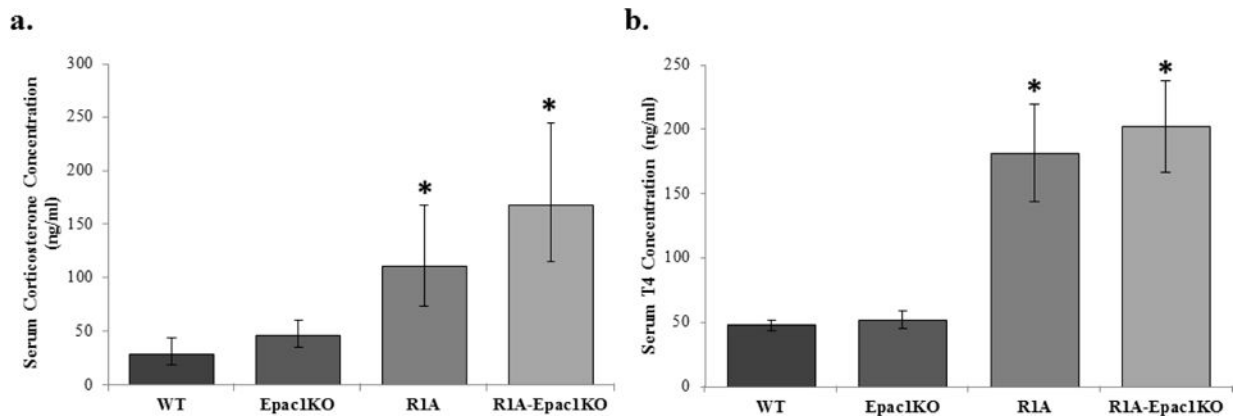 a.
Serum Corticosterone Concentration
(ng/ml)
300
250
200
150
100
50
0
*
*
WT
Epac1KO
R1A
R1A-Epac1KO
b.
Serum T4 Concentration (ng/ml)
250
200
150
100
50
0
*
*
WT
Epac1KO
R1A
R1A-Epac1KO